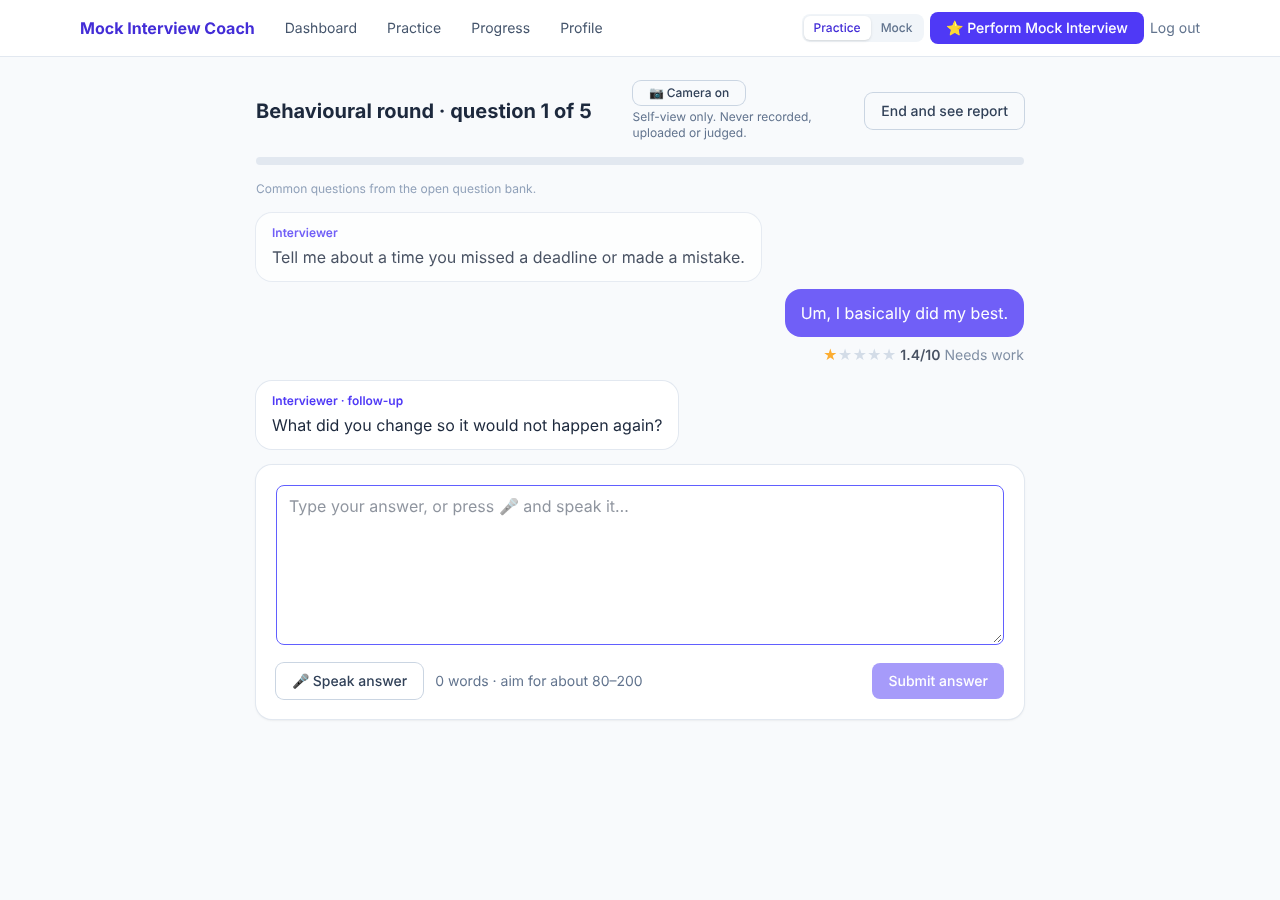 Mock Interview Coach Dashboard Practice Progress Profile Practice Mock ⭐ Perform Mock Interview Log out
Behavioural round · question 1 of 5
📷 Camera on
Self-view only. Never recorded,
uploaded or judged.
End and see report
Common questions from the open question bank.
Interviewer
Tell me about a time you missed a deadline or made a mistake.
Um, I basically did my best.
★★★★★ 1.4/10 Needs work
Interviewer · follow-up
What did you change so it would not happen again?
Type your answer, or press 🎤 and speak it...
🎤 Speak answer 0 words · aim for about 80–200 Submit answer